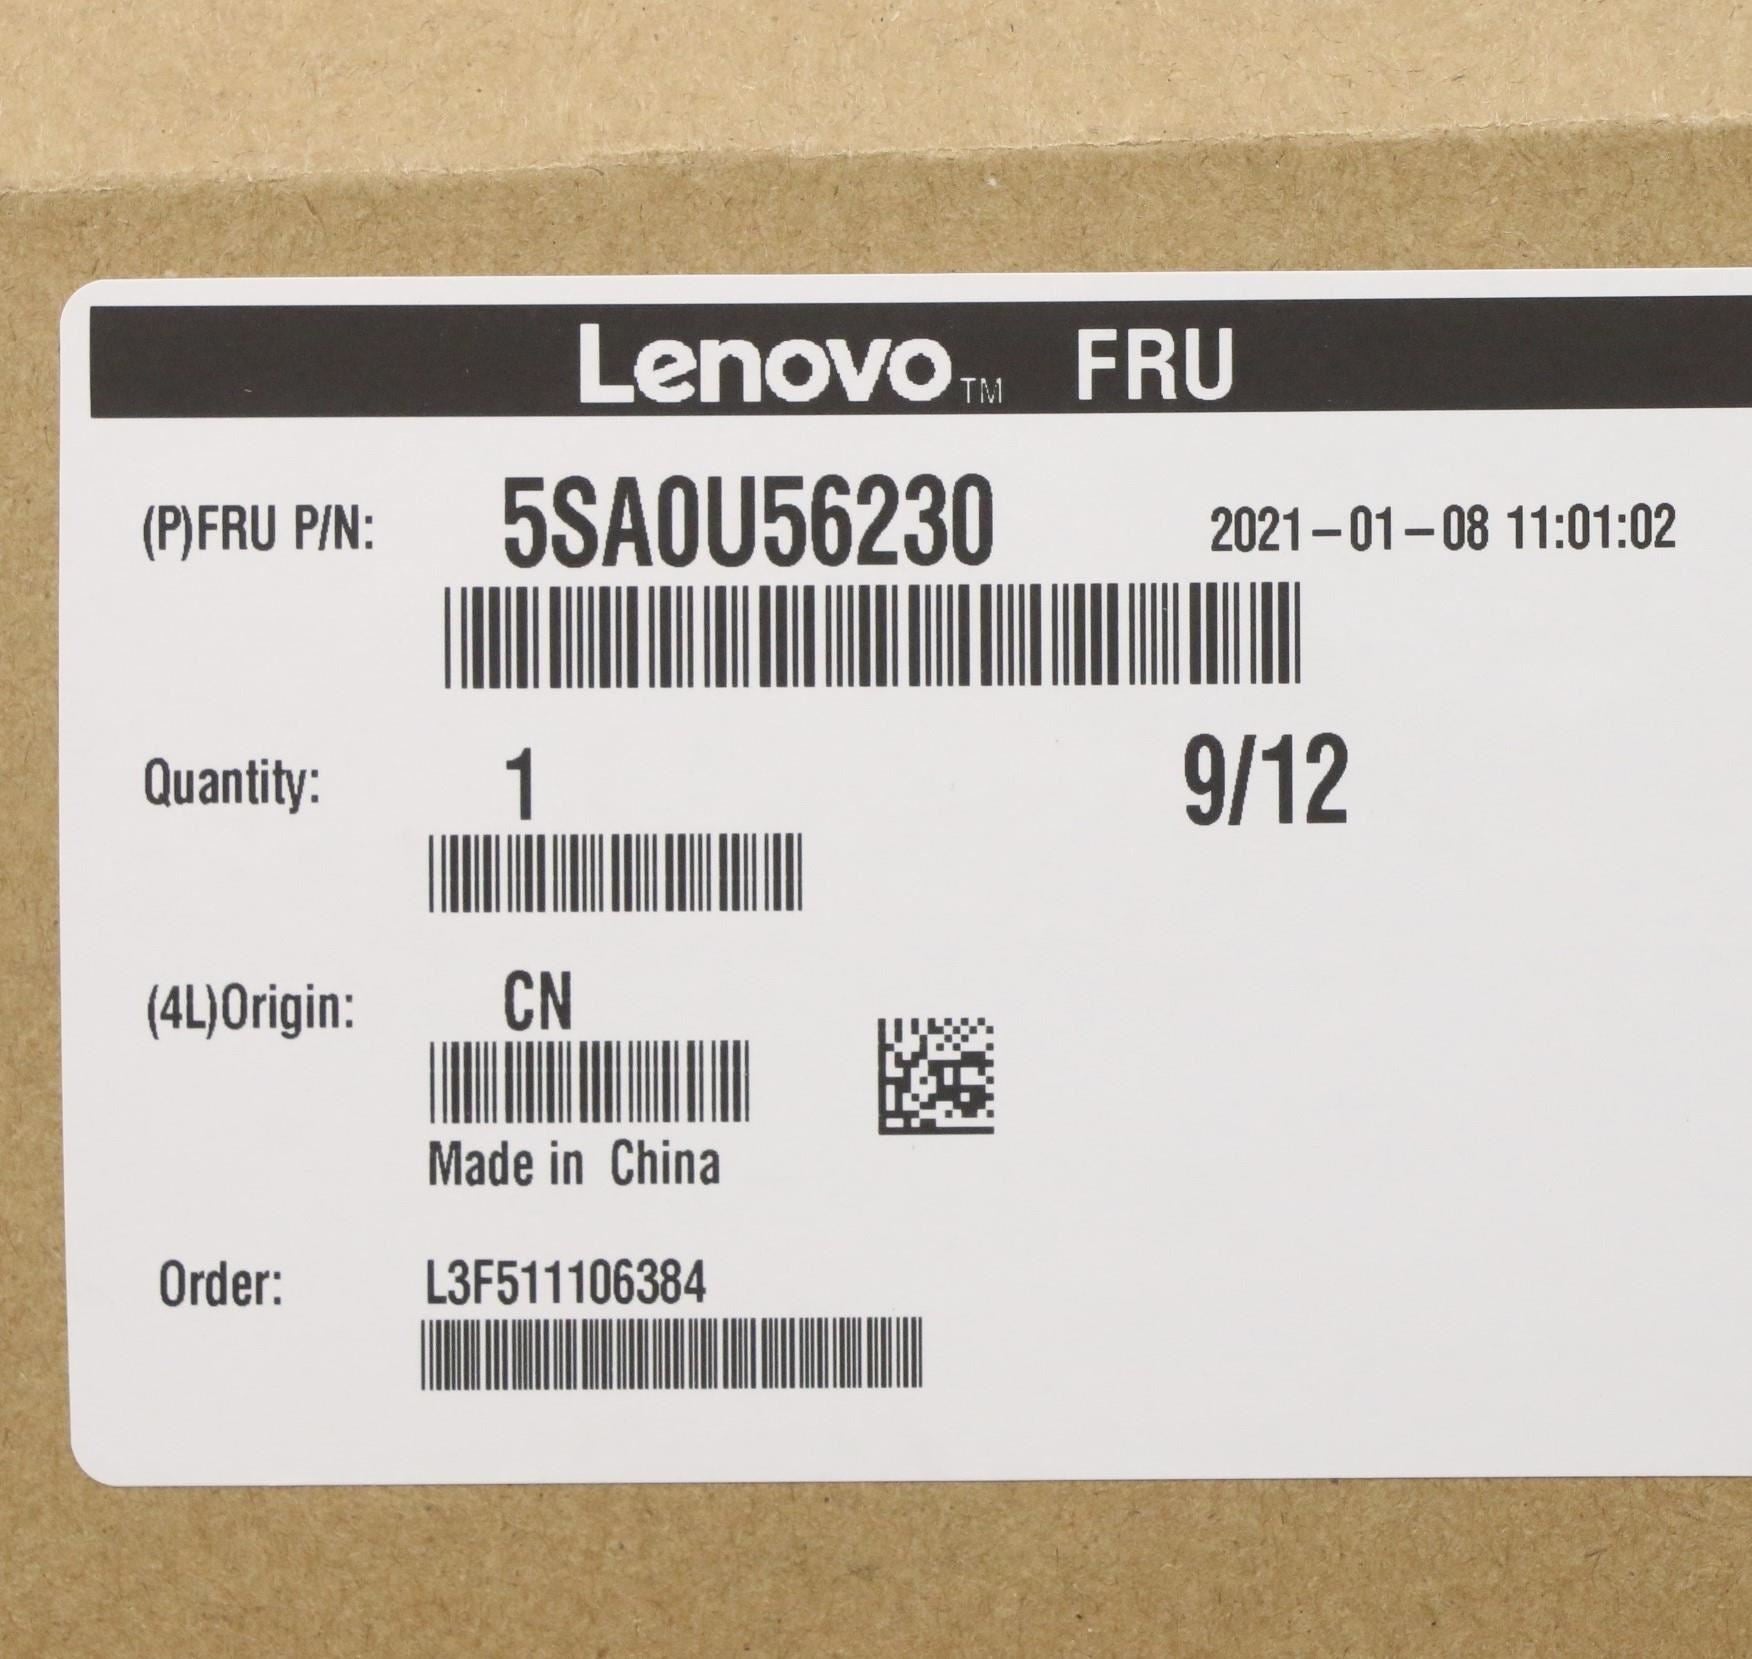 Lenovo™ FRU
(P)FRU P/N: 5SA0U56230 2021-01-08 11:01:02
Quantity: 1 9/12
(4L)Origin: CN
Made in China
Order: L3F511106384